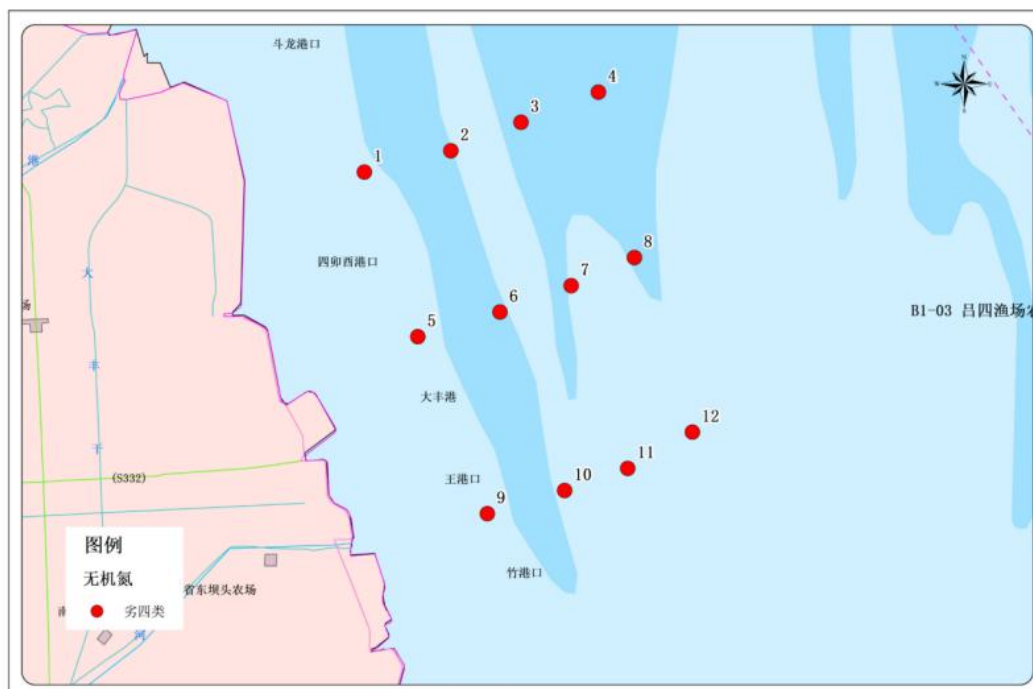 斗龙港口
4
3
2
1
港
8
四卯酉港口
7
大
6
B1-03 吕四渔场农
场
5
丰
大丰港
12
干
11
(S332)
王港口
10
9
图例
竹港口
无机氮
省东坝头农场
劣四类
南
河